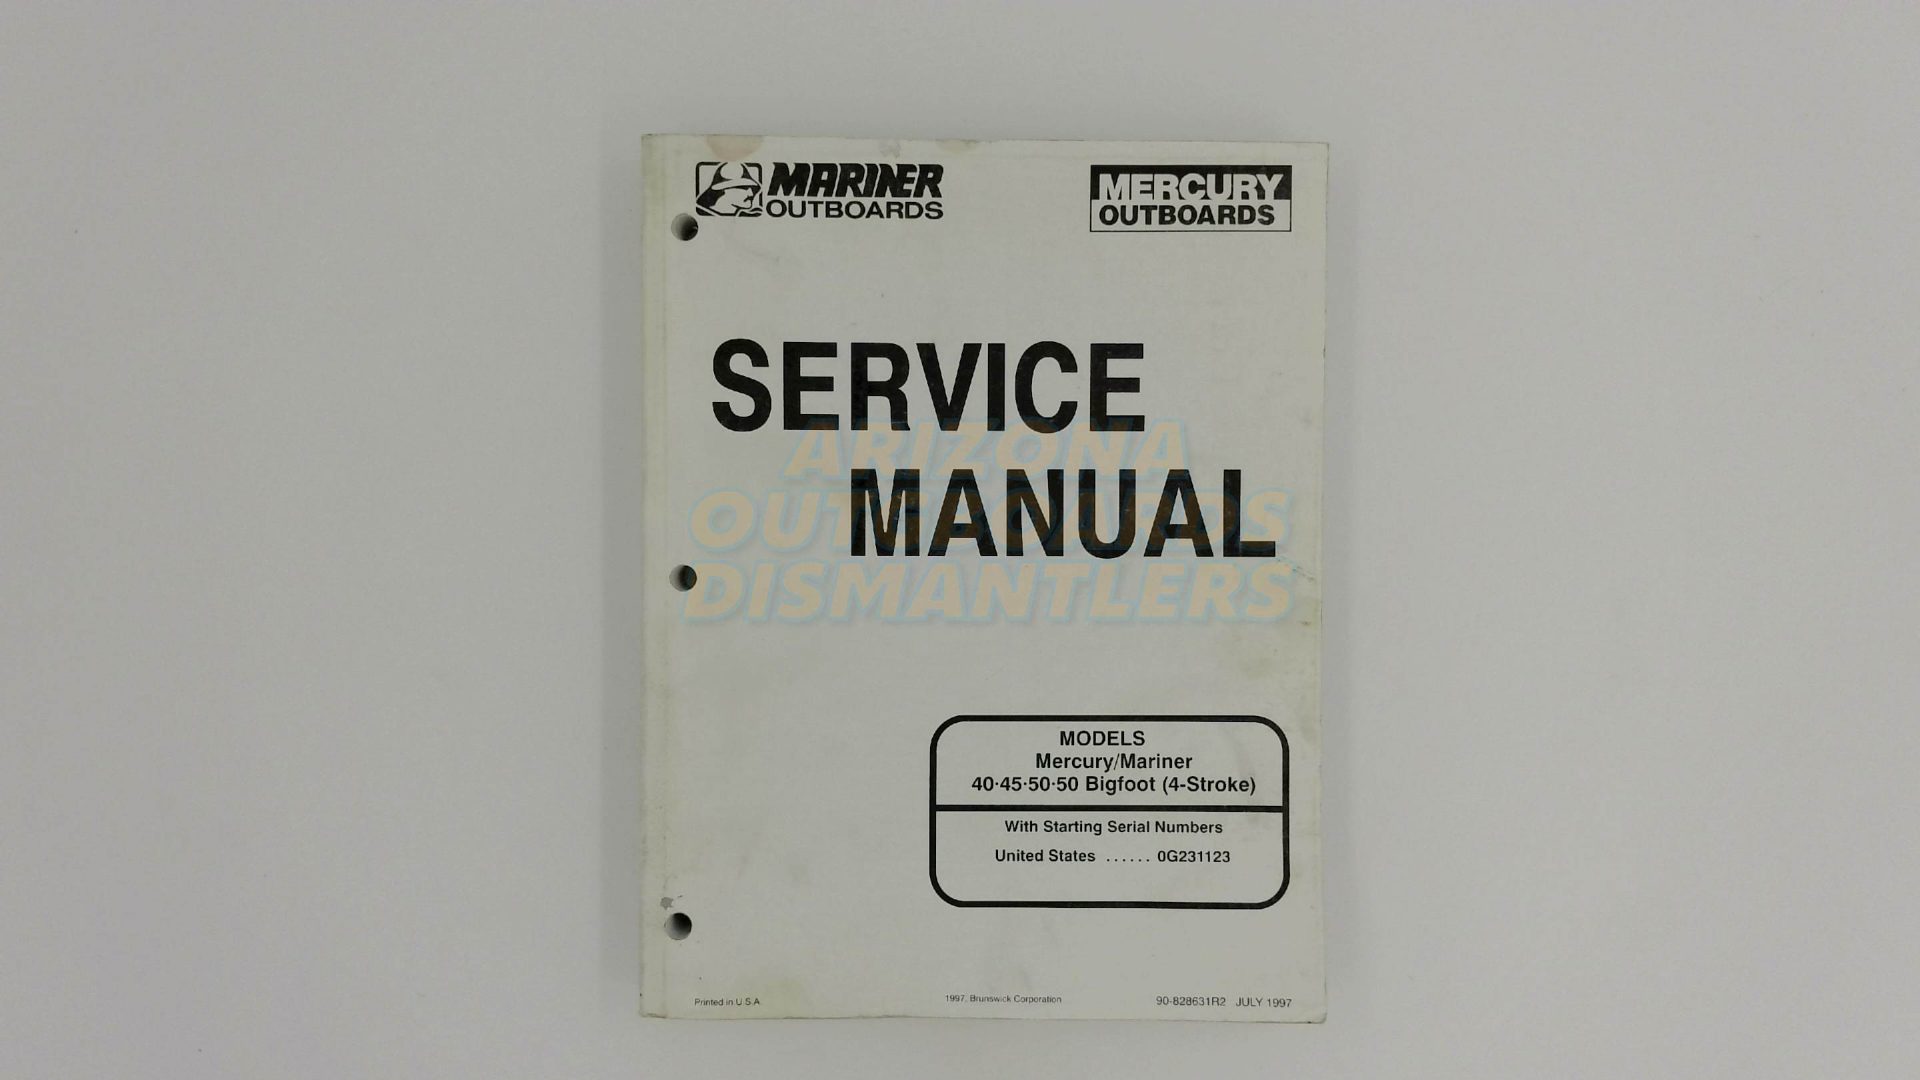 MARINER
OUTBOARDS
MERCURY
OUTBOARDS
SERVICE
MANUAL
ARIZONA
OUTBOARDS
DISMANTLERS
MODELS
Mercury/Mariner
40·45·50·50 Bigfoot (4-Stroke)
With Starting Serial Numbers
United States ...... 0G231123
Printed in U.S.A.
1997, Brunswick Corporation
90-828631R2 JULY 1997